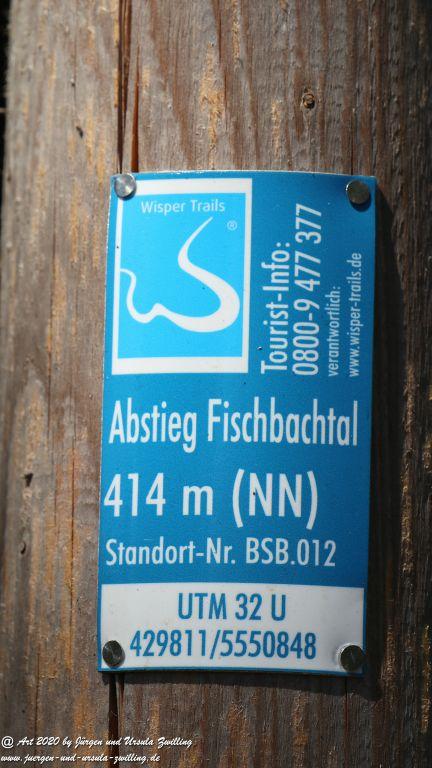 Wisper Trails
®
Tourist-Info:
0800-9 477 377
verantwortlich:
www.wisper-trails.de
Abstieg Fischbachtal
414 m (NN)
Standort-Nr. BSB.012
UTM 32 U
429811/5550848
@ Art 2020 by Jürgen und Ursula Zwilling
www.juergen-und-ursula-zwilling.de